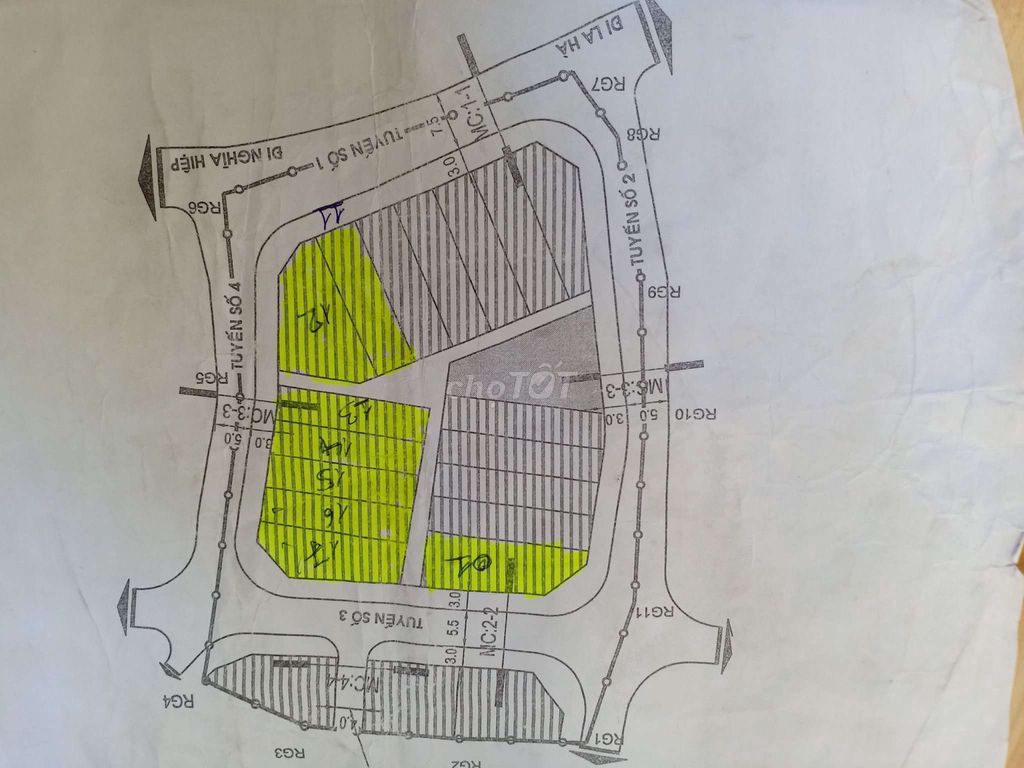 ĐI LA HÀ
RG7
MC:1-1
7.5
TUYẾN SỐ 1
3.0
ĐI NGHĨA HIỆP
RG8
RG6
11
TUYẾN SỐ 2
TUYẾN SỐ 4
RG9
12
RG5
choTỐT
MC:3-3
MC:3-3
5.0
3.0
RG10
3.0
5.0
13
14
15
16
17
01
TUYẾN SỐ 3
3.0
5.5
3.0
MC:2-2
RG11
MC:4-4
4.0
RG4
RG3
RG2
RG1